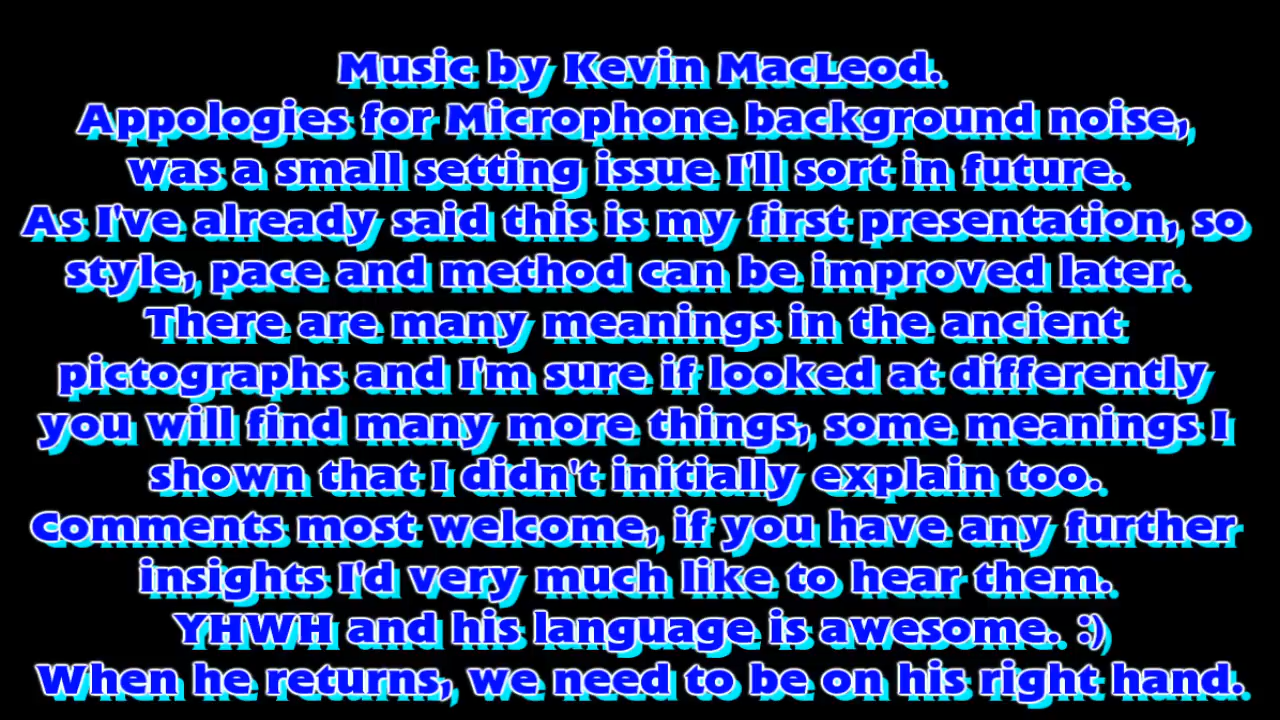 Music by Kevin MacLeod.
Appologies for Microphone background noise,
was a small setting issue I'll sort in future.
As I've already said this is my first presentation, so
style, pace and method can be improved later.
There are many meanings in the ancient
pictographs and I'm sure if looked at differently
you will find many more things, some meanings I
shown that I didn't initially explain too.
Comments most welcome, if you have any further
insights I'd very much like to hear them.
YHWH and his language is awesome. :)
When he returns, we need to be on his right hand.